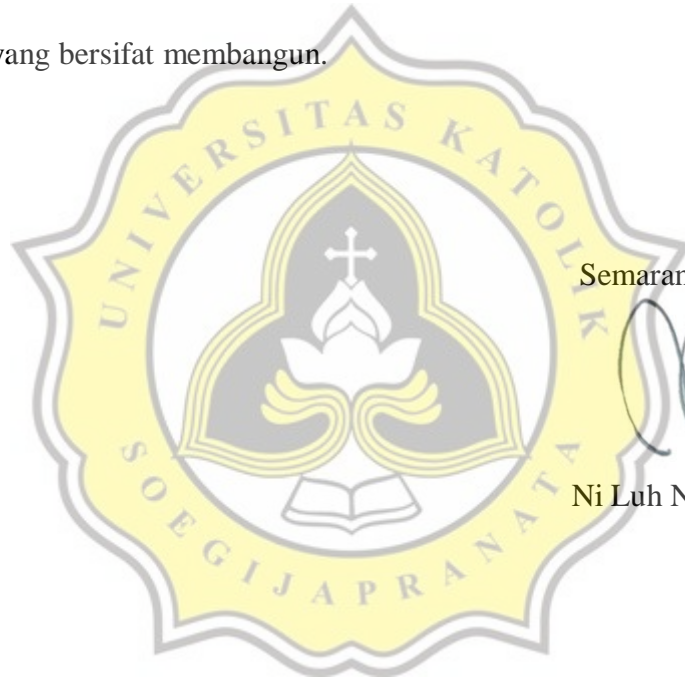 yang bersifat membangun.
UNIVERSITAS KATOLIK
Semaran
Ni Luh N
SOEGIJAPRANATA